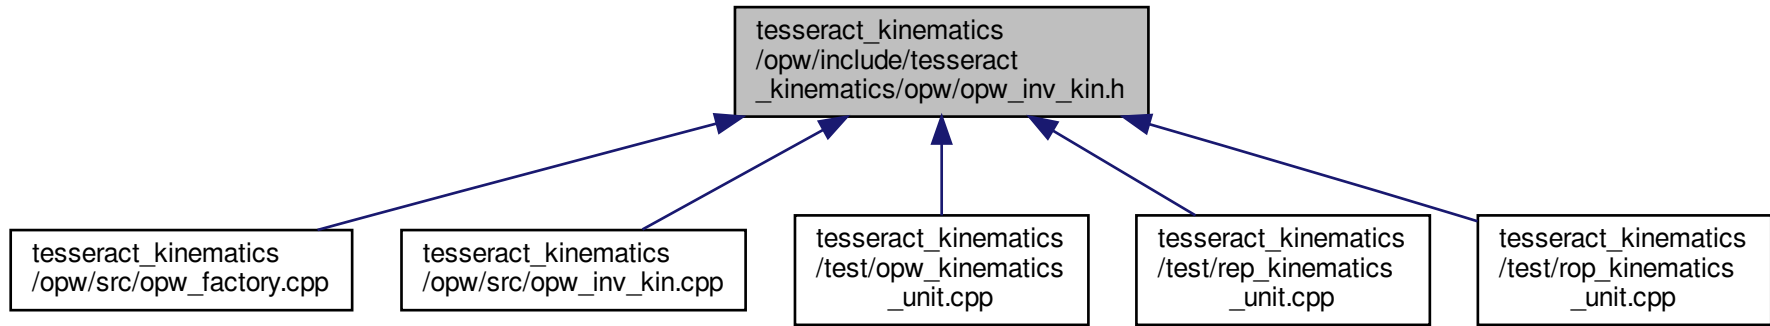 tesseract_kinematics
/opw/include/tesseract
_kinematics/opw/opw_inv_kin.h
tesseract_kinematics
/opw/src/opw_factory.cpp
tesseract_kinematics
/opw/src/opw_inv_kin.cpp
tesseract_kinematics
/test/opw_kinematics
_unit.cpp
tesseract_kinematics
/test/rep_kinematics
_unit.cpp
tesseract_kinematics
/test/rop_kinematics
_unit.cpp